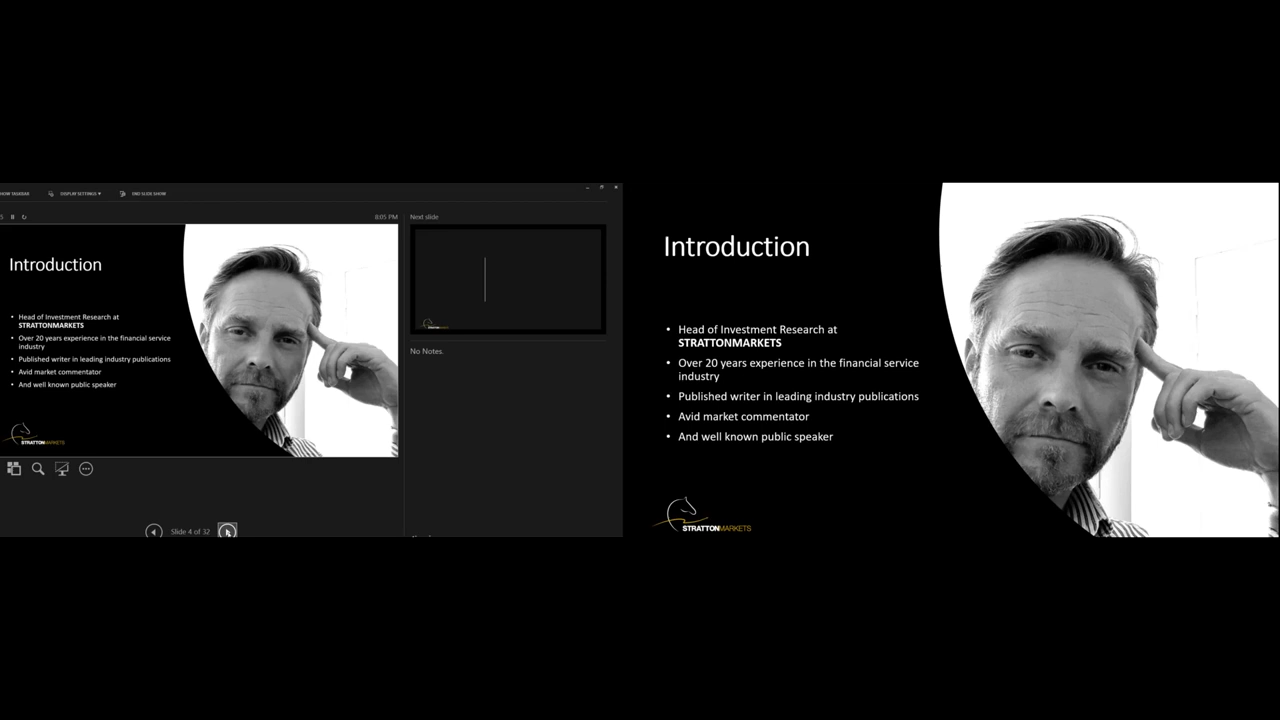 HOW TASKBAR
DISPLAY SETTINGS ▾
END SLIDE SHOW
8:05 PM
Next slide
Introduction
• Head of Investment Research at
STRATTONMARKETS
• Over 20 years experience in the financial service
industry
• Published writer in leading industry publications
• Avid market commentator
• And well known public speaker
STRATTONMARKETS
No Notes.
Slide 4 of 32
Introduction
• Head of Investment Research at
STRATTONMARKETS
• Over 20 years experience in the financial service
industry
• Published writer in leading industry publications
• Avid market commentator
• And well known public speaker
STRATTONMARKETS